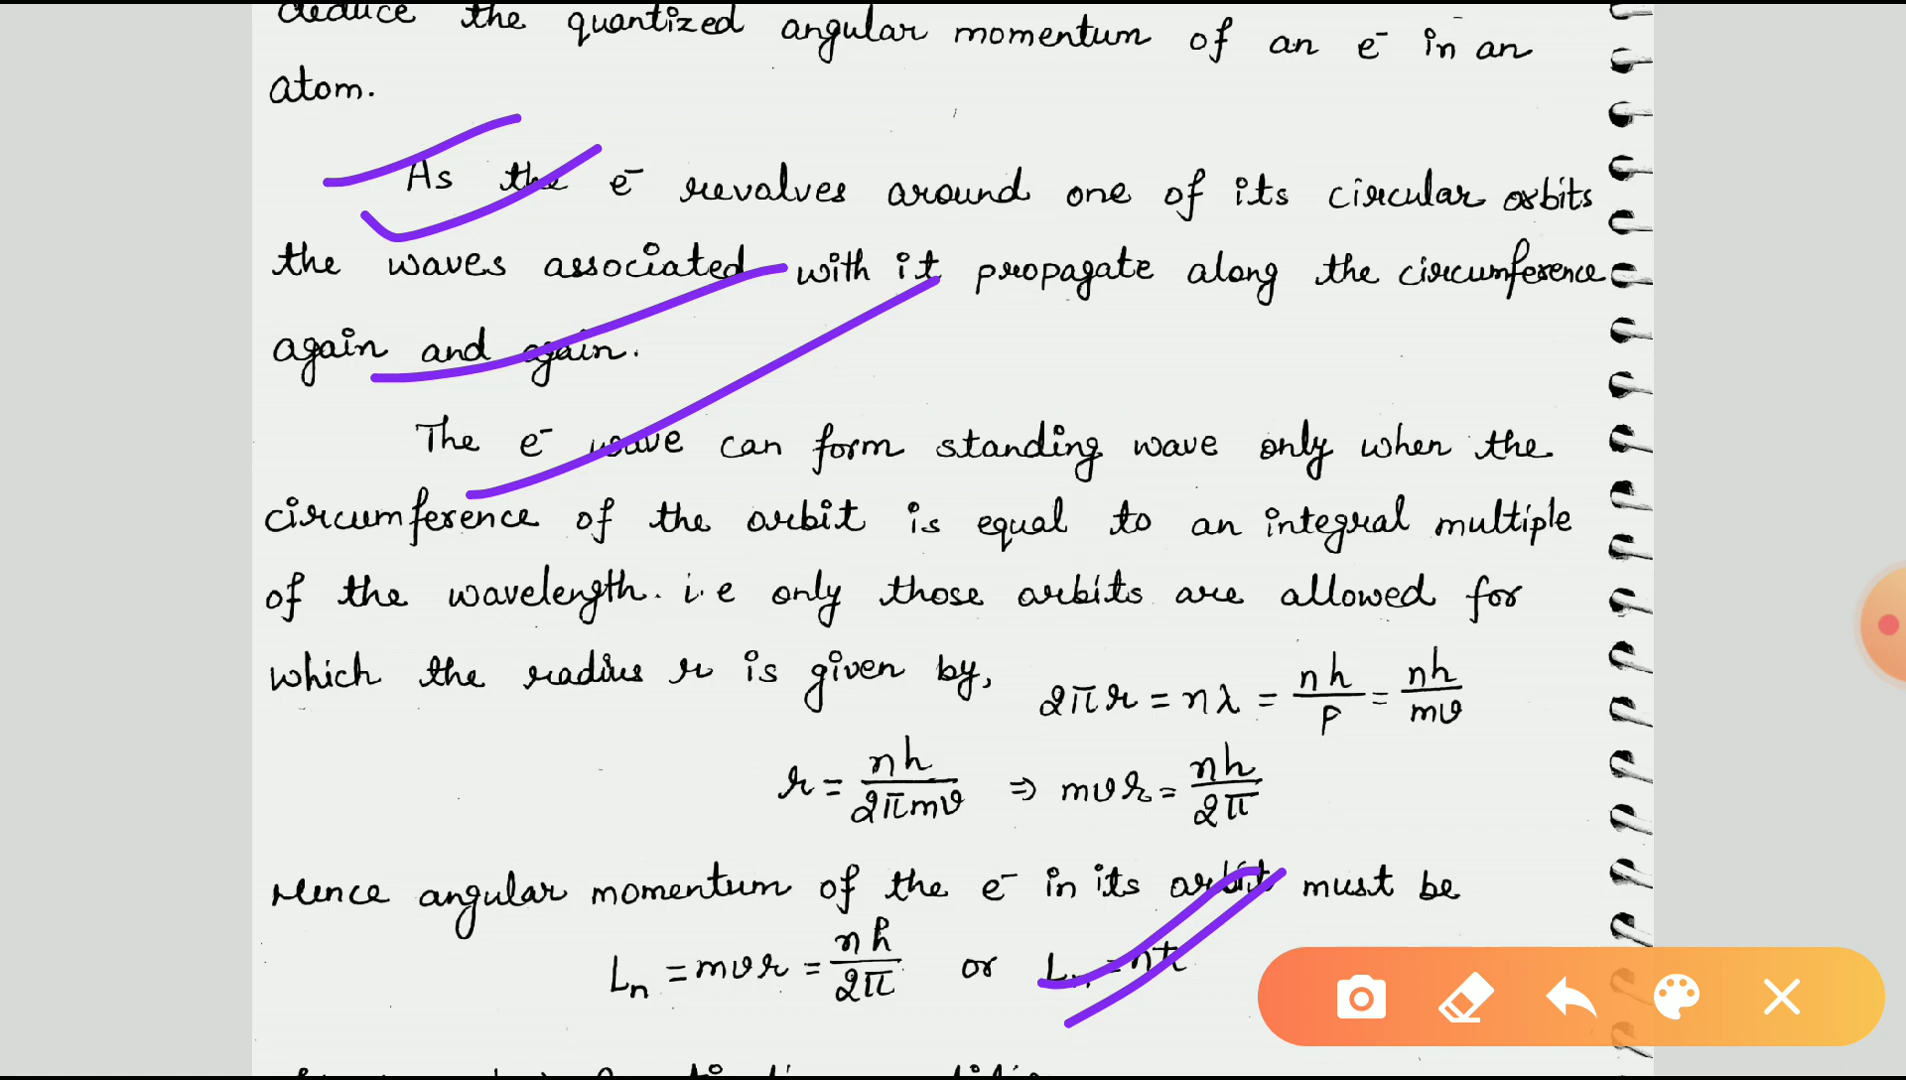 deduce the quantized angular momentum of an e⁻ in an
atom.
As the e⁻ revolves around one of its circular orbits
the waves associated with it propagate along the circumference
again and again.
The e⁻ wave can form standing wave only when the
circumference of the orbit is equal to an integral multiple
of the wavelength. i.e only those orbits are allowed for
which the radius r is given by, 2πr = nλ = nh/p = nh/mv
r = nh/2πmv ⇒ mvr = nh/2π
Hence angular momentum of the e⁻ in its orbit must be
Lₙ = mvr = nh/2π or Lₙ = nħ